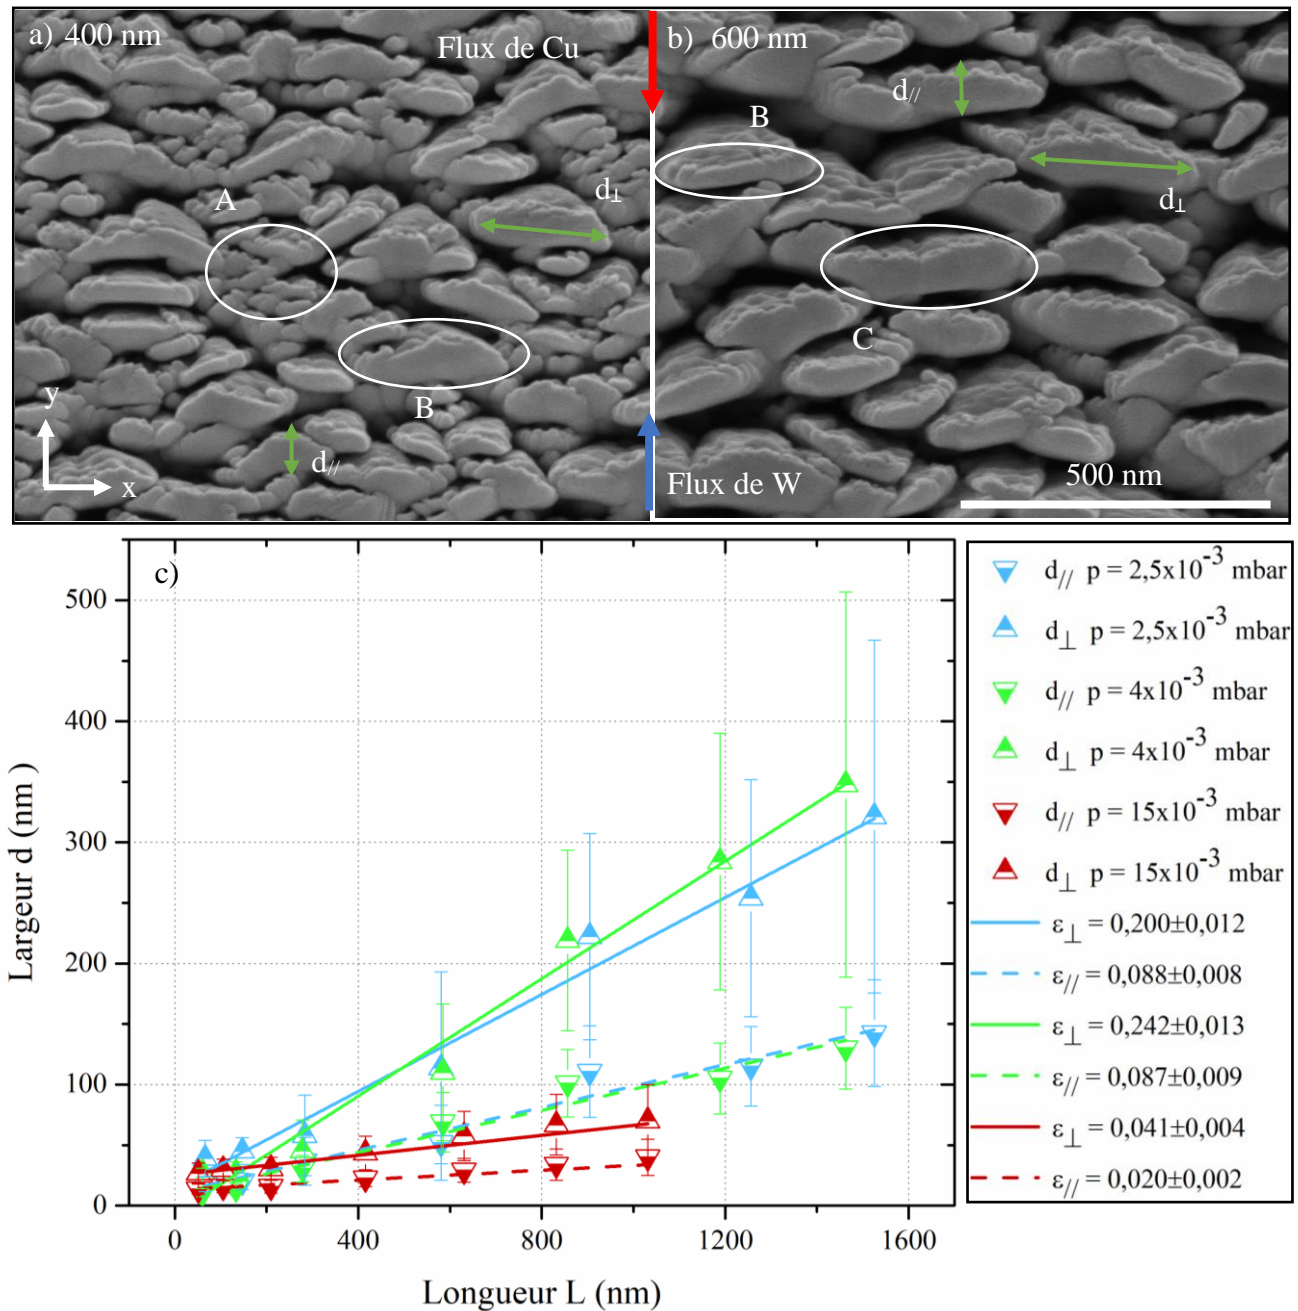 a) 400 nm
Flux de Cu
b) 600 nm
d//
B
A
d⊥
d⊥
C
B
y
d//
x
Flux de W
500 nm
c)
Largeur d (nm)
500
400
300
200
100
0
0 400 800 1200 1600
Longueur L (nm)
d// p = 2,5x10⁻³ mbar
d⊥ p = 2,5x10⁻³ mbar
d// p = 4x10⁻³ mbar
d⊥ p = 4x10⁻³ mbar
d// p = 15x10⁻³ mbar
d⊥ p = 15x10⁻³ mbar
ε⊥ = 0,200±0,012
ε// = 0,088±0,008
ε⊥ = 0,242±0,013
ε// = 0,087±0,009
ε⊥ = 0,041±0,004
ε// = 0,020±0,002